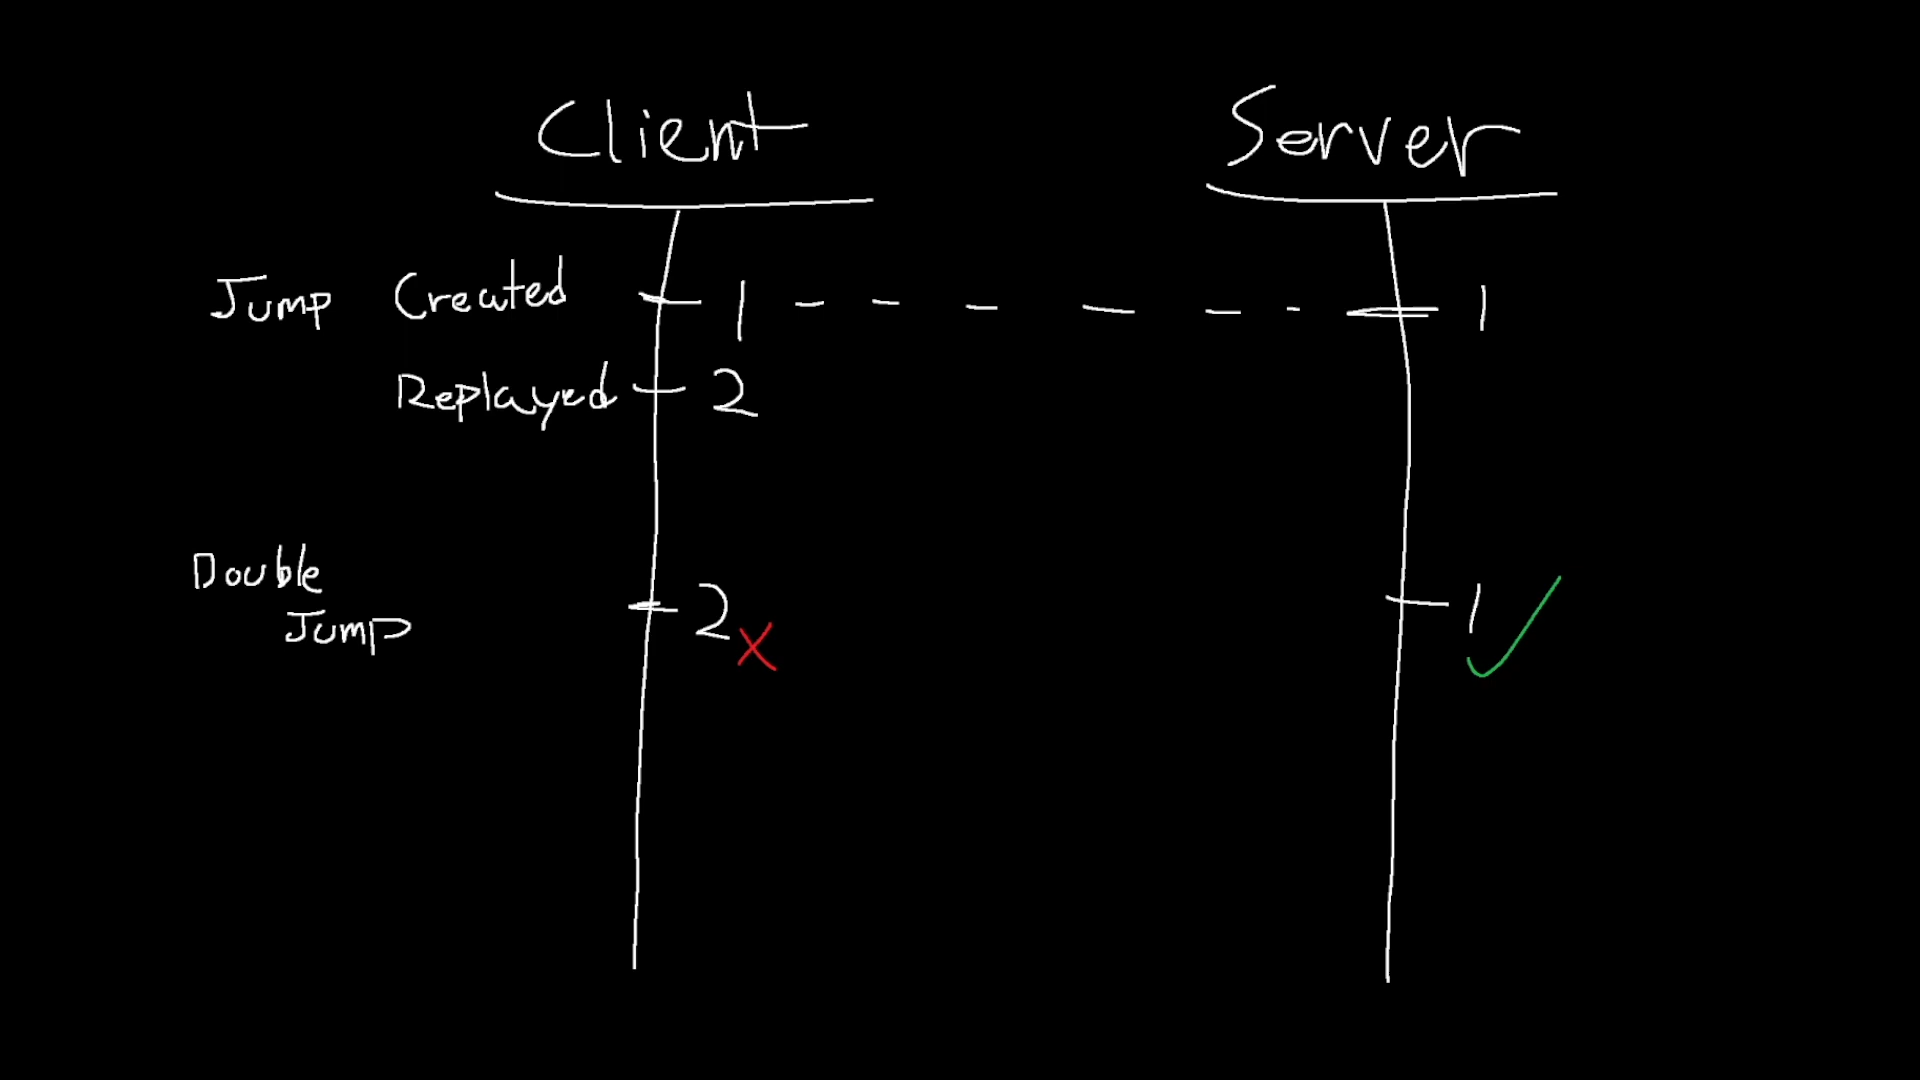 Client Server
Jump Created 1 1
Replayed 2
Double
Jump 2 1